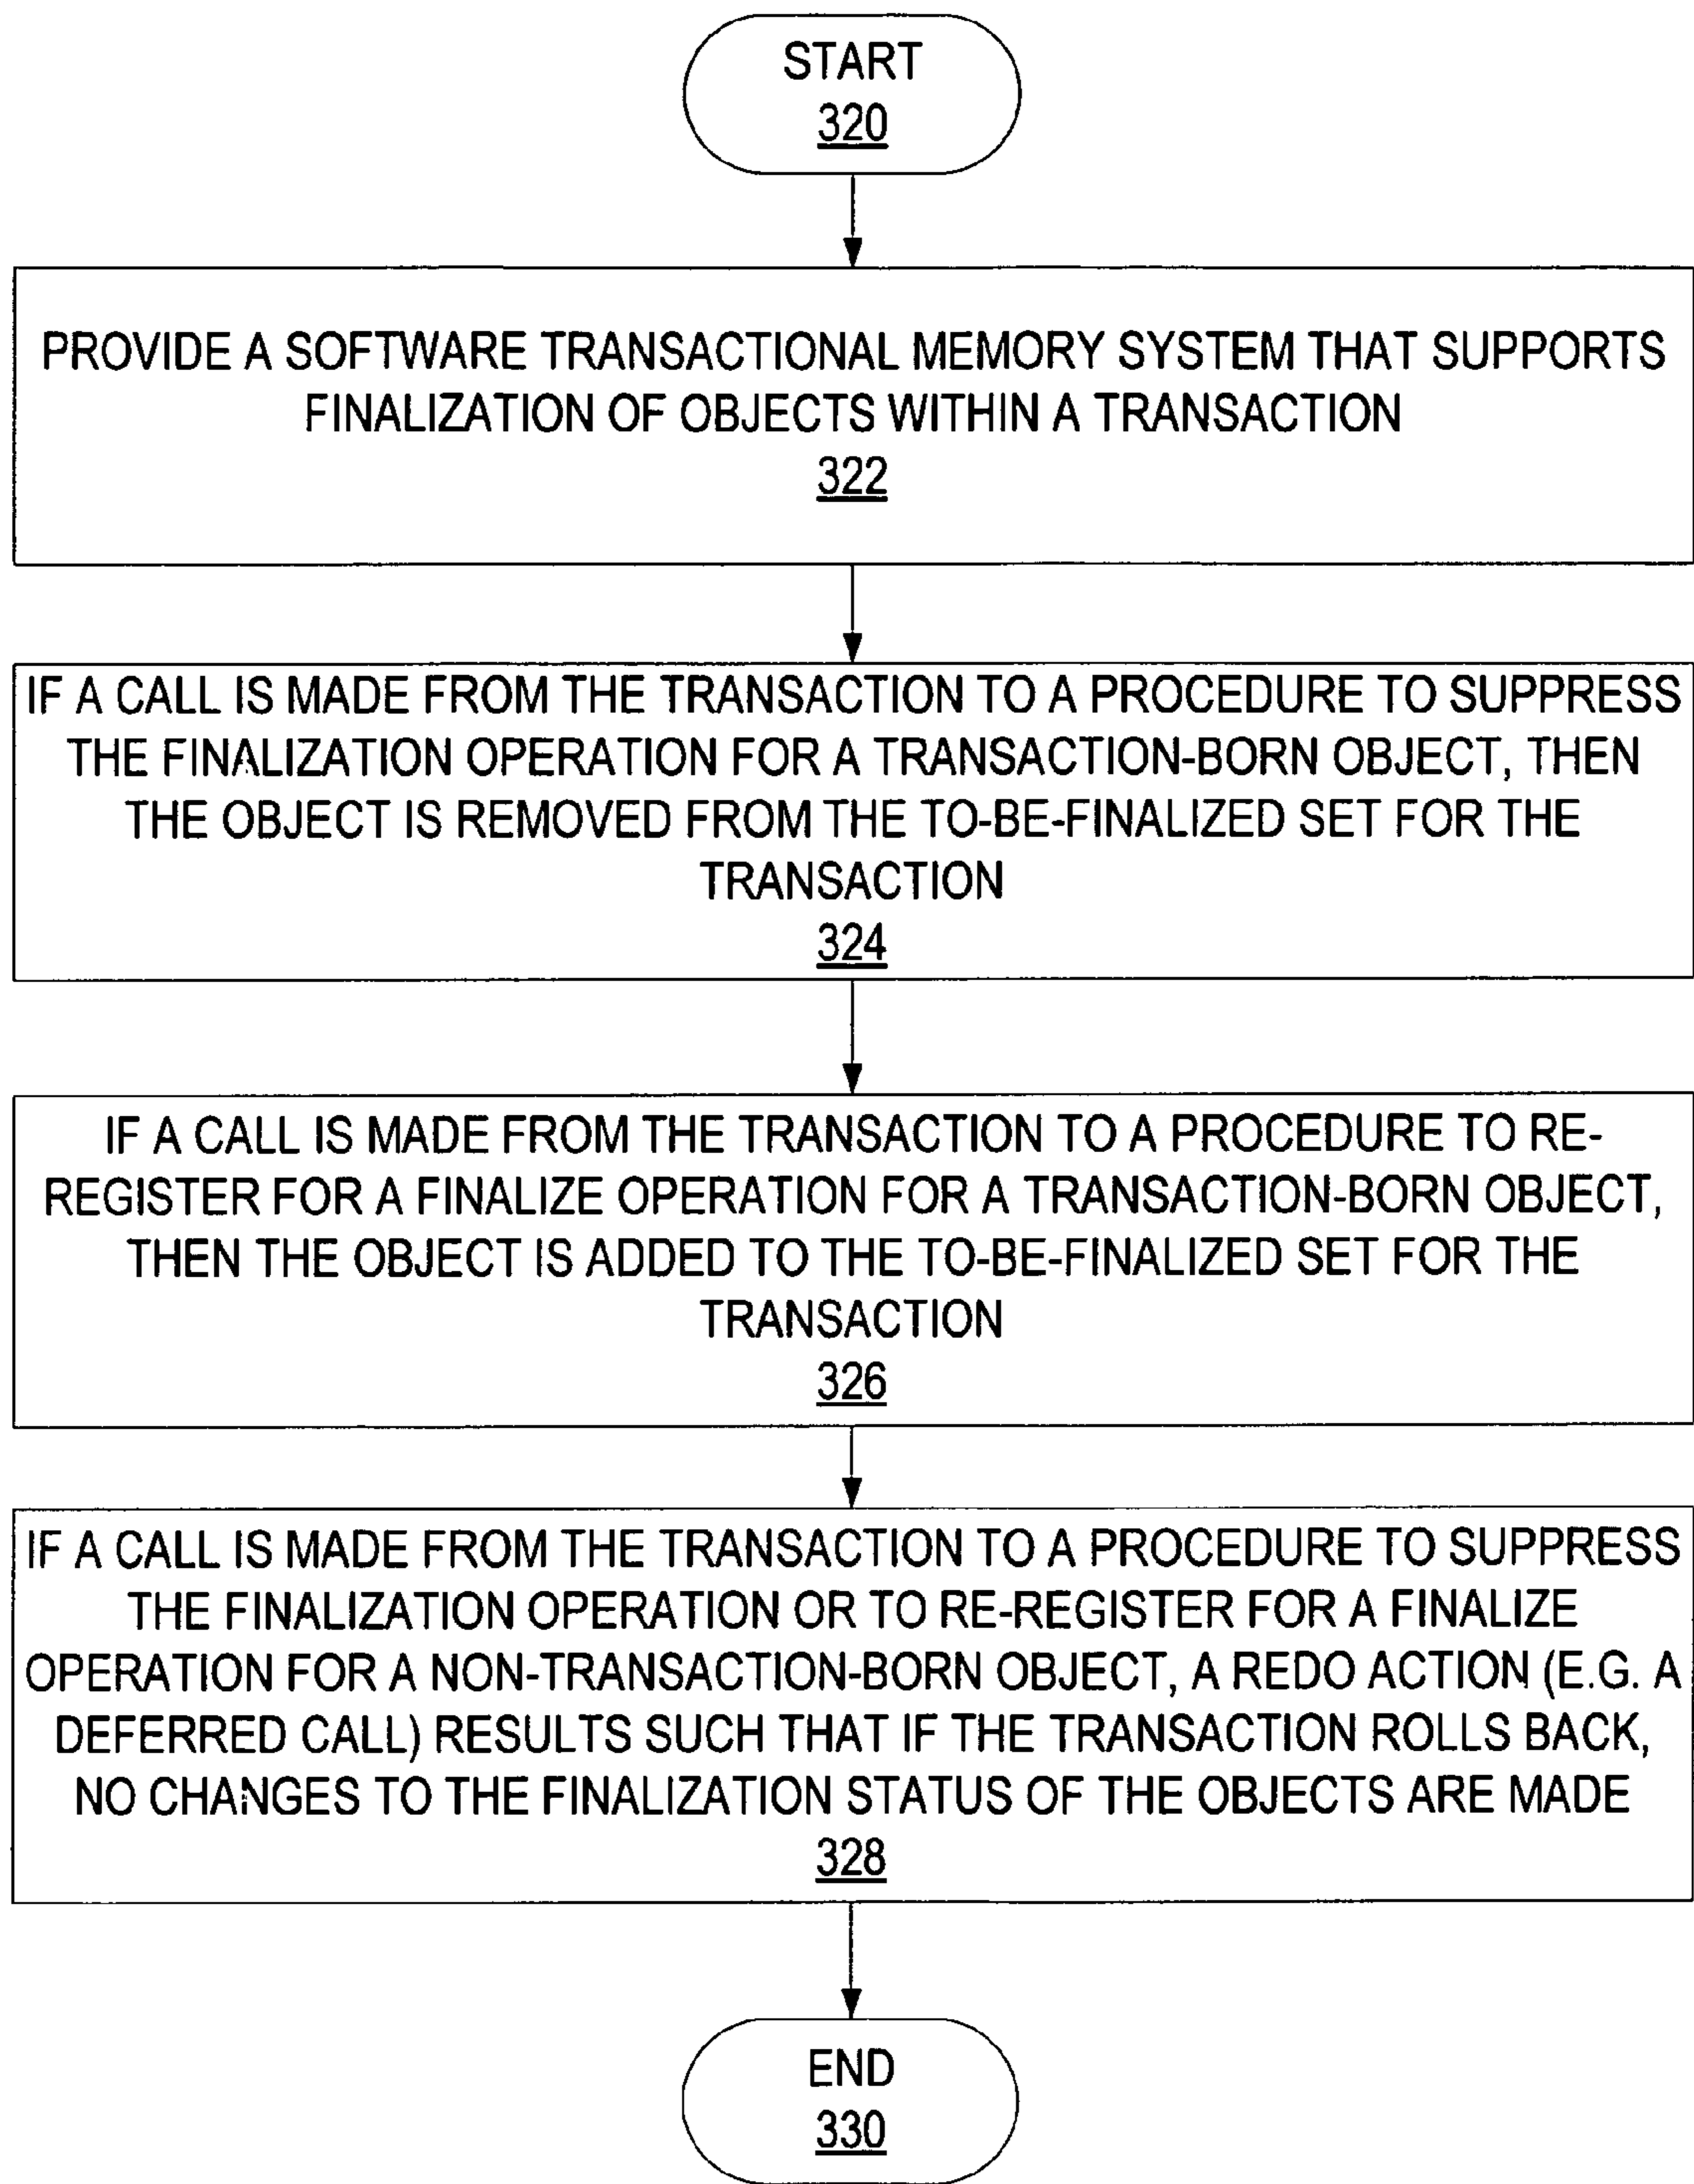 START
320
PROVIDE A SOFTWARE TRANSACTIONAL MEMORY SYSTEM THAT SUPPORTS
FINALIZATION OF OBJECTS WITHIN A TRANSACTION
322
IF A CALL IS MADE FROM THE TRANSACTION TO A PROCEDURE TO SUPPRESS
THE FINALIZATION OPERATION FOR A TRANSACTION-BORN OBJECT, THEN
THE OBJECT IS REMOVED FROM THE TO-BE-FINALIZED SET FOR THE
TRANSACTION
324
IF A CALL IS MADE FROM THE TRANSACTION TO A PROCEDURE TO RE-
REGISTER FOR A FINALIZE OPERATION FOR A TRANSACTION-BORN OBJECT,
THEN THE OBJECT IS ADDED TO THE TO-BE-FINALIZED SET FOR THE
TRANSACTION
326
IF A CALL IS MADE FROM THE TRANSACTION TO A PROCEDURE TO SUPPRESS
THE FINALIZATION OPERATION OR TO RE-REGISTER FOR A FINALIZE
OPERATION FOR A NON-TRANSACTION-BORN OBJECT, A REDO ACTION (E.G. A
DEFERRED CALL) RESULTS SUCH THAT IF THE TRANSACTION ROLLS BACK,
NO CHANGES TO THE FINALIZATION STATUS OF THE OBJECTS ARE MADE
328
END
330